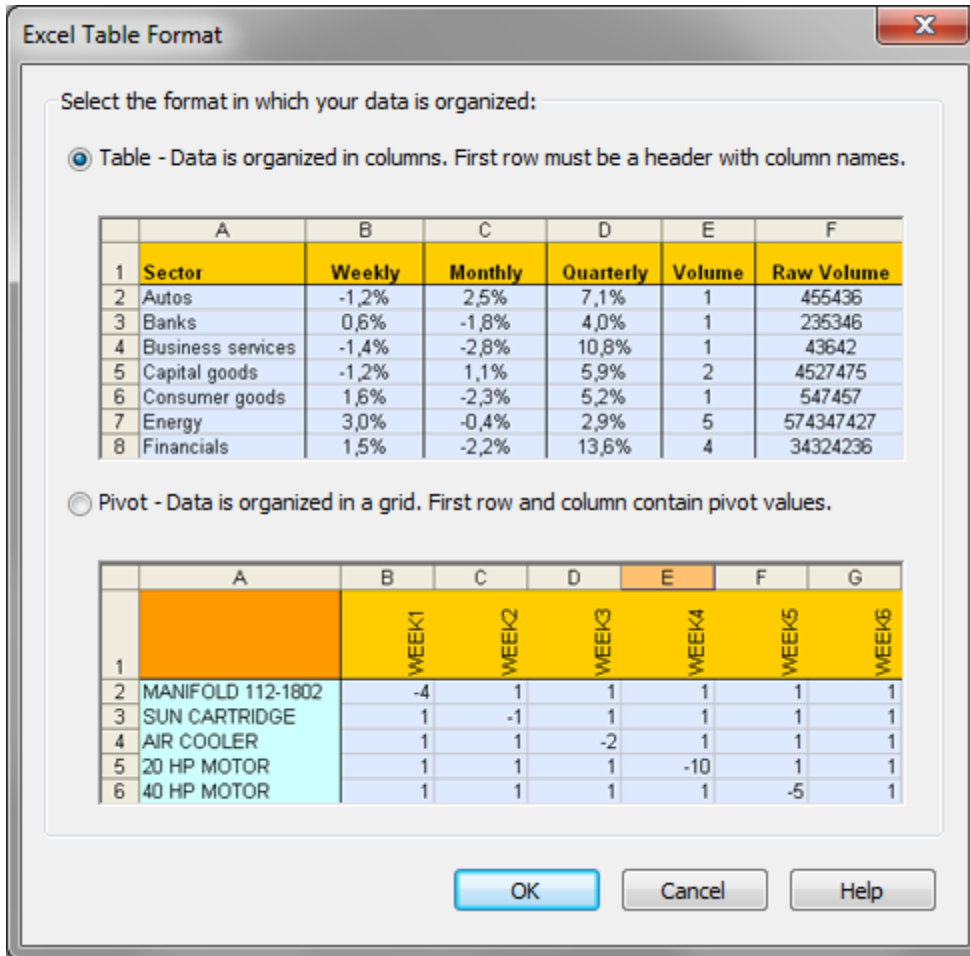 Excel Table Format
Select the format in which your data is organized:
Table - Data is organized in columns. First row must be a header with column names.
A B C D E F
1 Sector Weekly Monthly Quarterly Volume Raw Volume
2 Autos -1,2% 2,5% 7,1% 1 455436
3 Banks 0,6% -1,8% 4,0% 1 235346
4 Business services -1,4% -2,8% 10,8% 1 43642
5 Capital goods -1,2% 1,1% 5,9% 2 4527475
6 Consumer goods 1,6% -2,3% 5,2% 1 547457
7 Energy 3,0% -0,4% 2,9% 5 574347427
8 Financials 1,5% -2,2% 13,6% 4 34324236
Pivot - Data is organized in a grid. First row and column contain pivot values.
A B C D E F G
1 WEEK1 WEEK2 WEEK3 WEEK4 WEEK5 WEEK6
2 MANIFOLD 112-1802 -4 1 1 1 1 1
3 SUN CARTRIDGE 1 -1 1 1 1 1
4 AIR COOLER 1 1 -2 1 1 1
5 20 HP MOTOR 1 1 1 -10 1 1
6 40 HP MOTOR 1 1 1 1 -5 1
OK Cancel Help